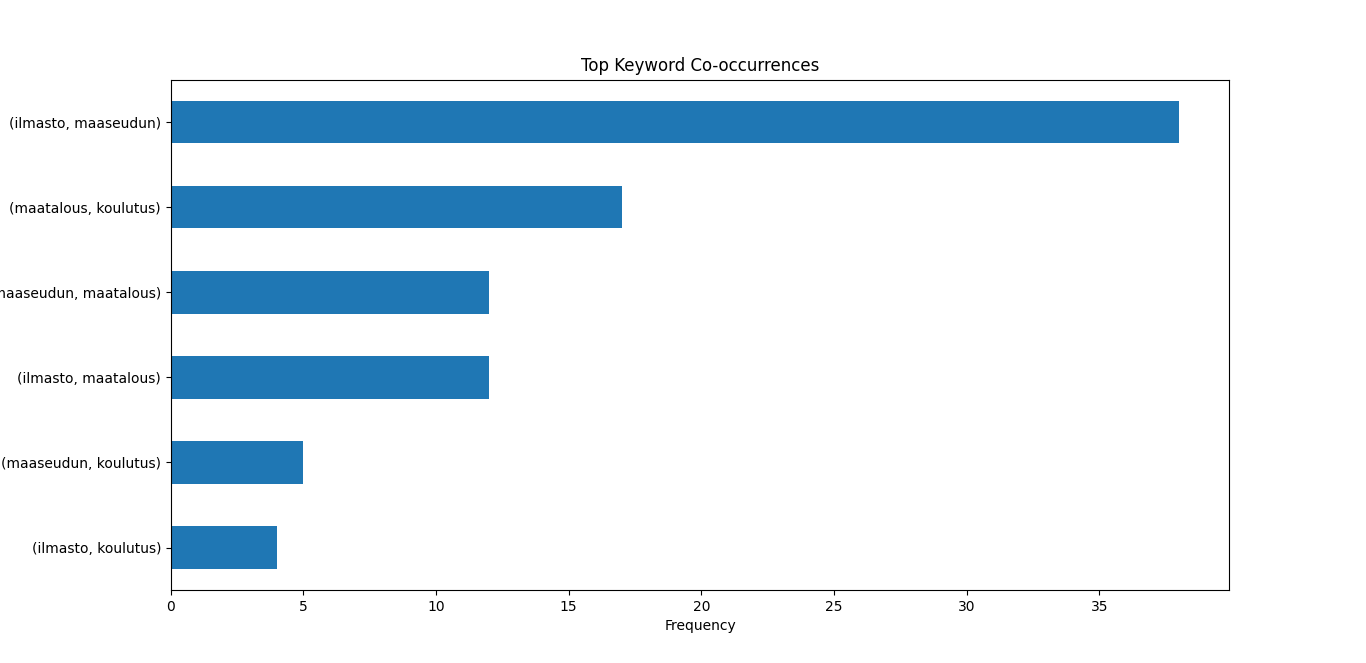 Top Keyword Co-occurrences
(ilmasto, maaseudun)
(maatalous, koulutus)
maatalous)
(ilmasto, maatalous)
(maaseudun, koulutus)
(ilmasto, koulutus)
0 5 10 15 20 25 30 35
Frequency